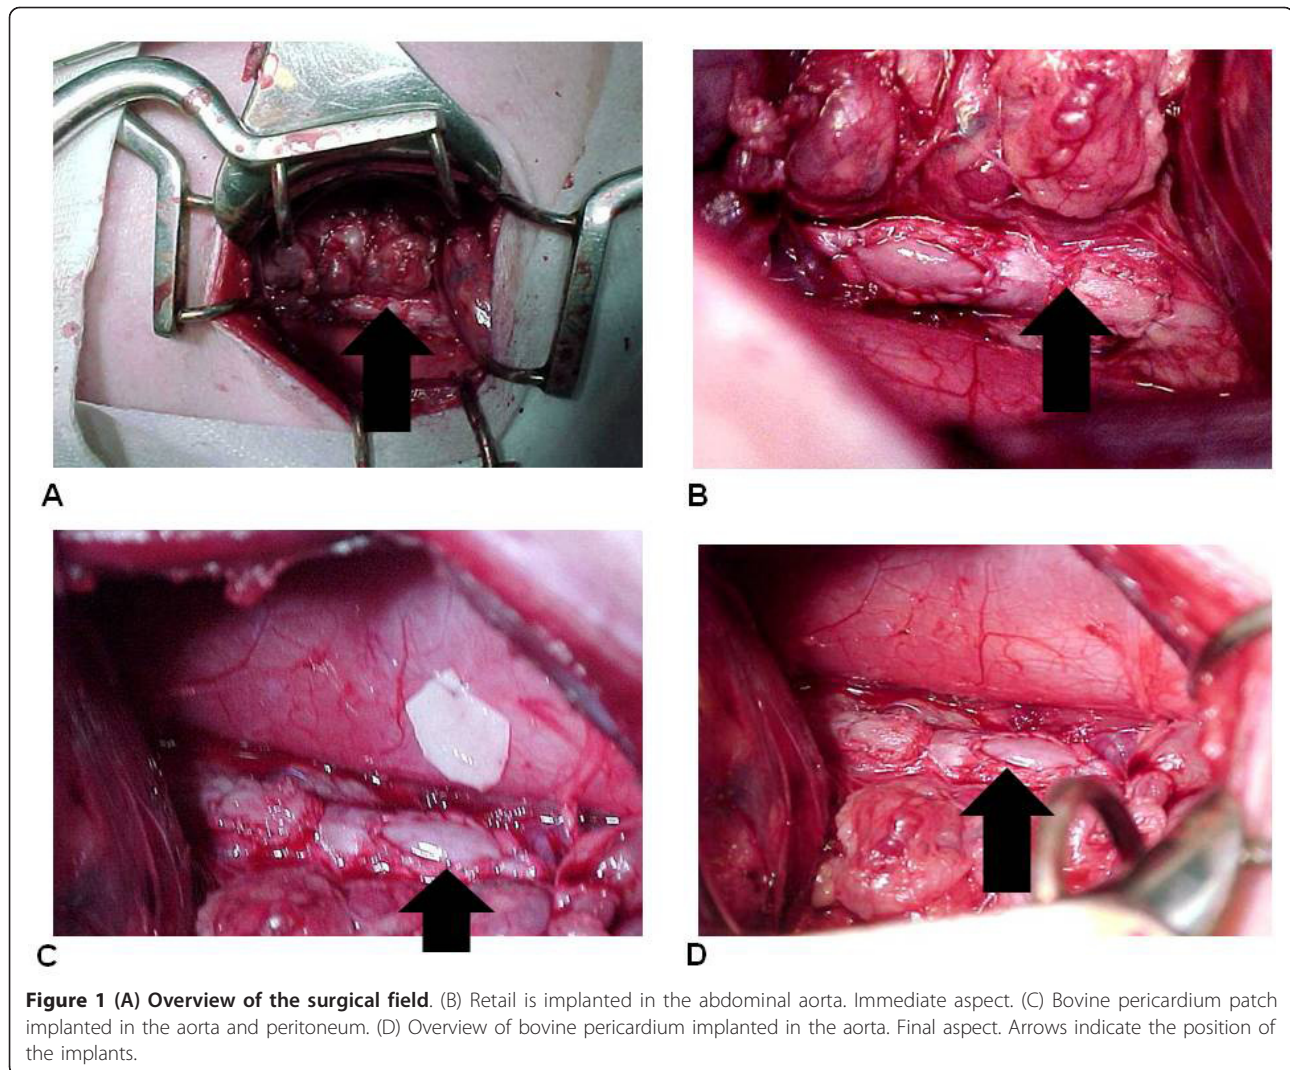 A
B
C
D
Figure 1 (A) Overview of the surgical field. (B) Retail is implanted in the abdominal aorta. Immediate aspect. (C) Bovine pericardium patch
implanted in the aorta and peritoneum. (D) Overview of bovine pericardium implanted in the aorta. Final aspect. Arrows indicate the position of
the implants.